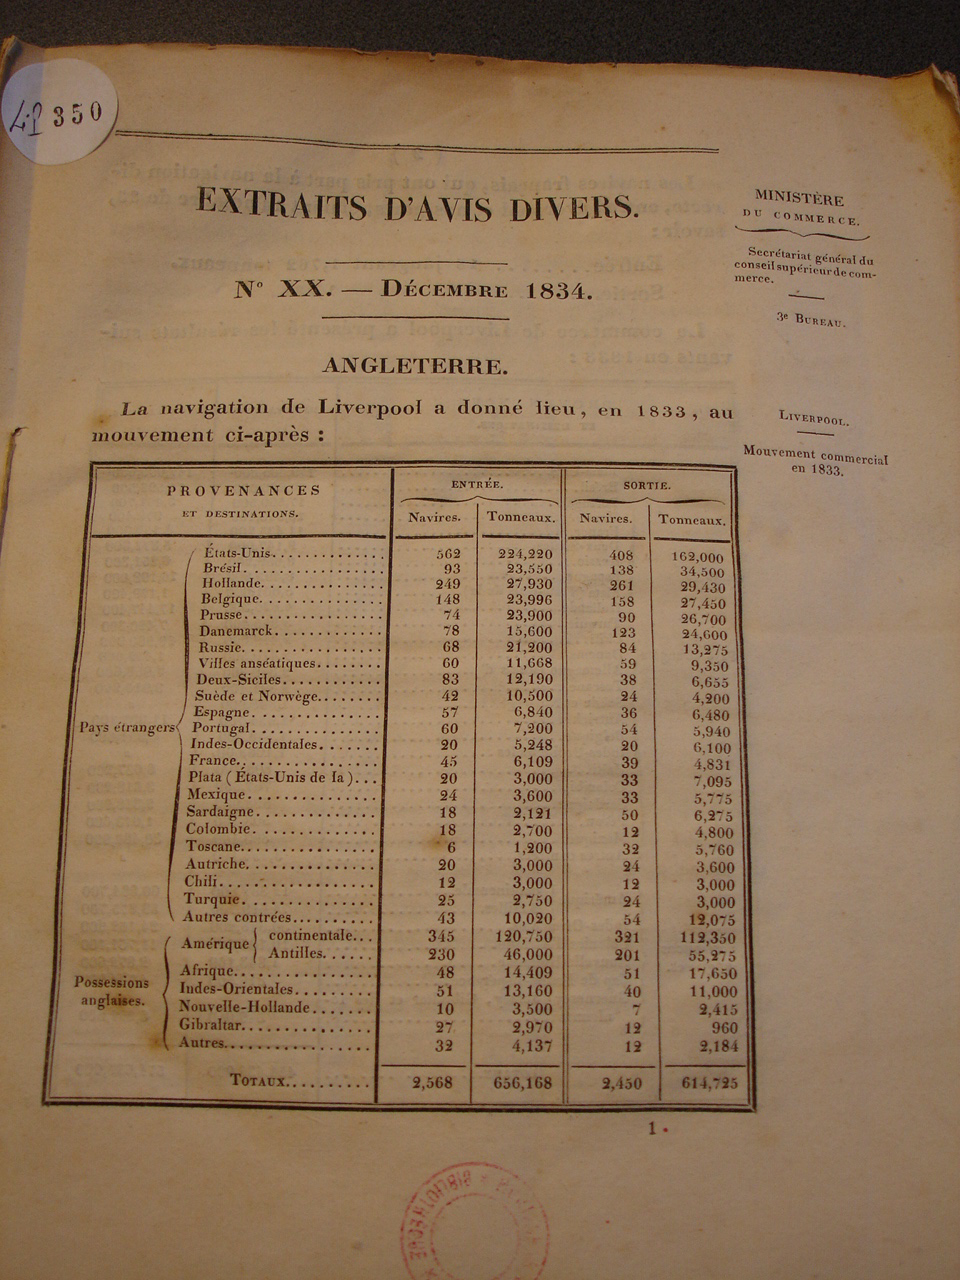 350
EXTRAITS D'AVIS DIVERS.
N° XX. — DÉCEMBRE 1834.
MINISTÈRE
DU COMMERCE.
Secrétariat général du
conseil supérieur de com-
merce.
3e BUREAU.
ANGLETERRE.
La navigation de Liverpool a donné lieu, en 1833, au
mouvement ci-après :
LIVERPOOL.
Mouvement commercial
en 1833.
PROVENANCES ET DESTINATIONS. ENTRÉE. SORTIE.
Navires. Tonneaux. Navires. Tonneaux.
Pays étrangers
États-Unis.............. 562 224,220 408 162,000
Brésil................. 93 23,550 138 34,500
Hollande............... 249 27,930 261 29,430
Belgique............... 148 23,996 158 27,450
Prusse................. 74 23,900 90 26,700
Danemarck............. 78 15,600 123 24,600
Russie................. 68 21,200 84 13,275
Villes anséatiques........ 60 11,668 59 9,350
Deux-Siciles............ 83 12,190 38 6,655
Suède et Norwège........ 42 10,500 24 4,200
Espagne............... 57 6,840 36 6,480
Portugal............... 60 7,200 54 5,940
Indes-Occidentales....... 20 5,248 20 6,100
France................ 45 6,109 39 4,831
Plata (États-Unis de la)... 20 3,000 33 7,095
Mexique............... 24 3,600 33 5,775
Sardaigne.............. 18 2,121 50 6,275
Colombie.............. 18 2,700 12 4,800
Toscane............... 6 1,200 32 5,760
Autriche............... 20 3,000 24 3,600
Chili.................. 12 3,000 12 3,000
Turquie................ 25 2,750 24 3,000
Autres contrées.......... 43 10,020 54 12,075
Possessions anglaises.
Amérique continentale... 345 120,750 321 112,350
Antilles...... 230 46,000 201 55,275
Afrique................ 48 14,409 51 17,650
Indes-Orientales......... 51 13,160 40 11,000
Nouvelle-Hollande....... 10 3,500 7 2,415
Gibraltar............... 27 2,970 12 960
Autres................. 32 4,137 12 2,184
TOTAUX.......... 2,568 656,168 2,450 614,725
1.